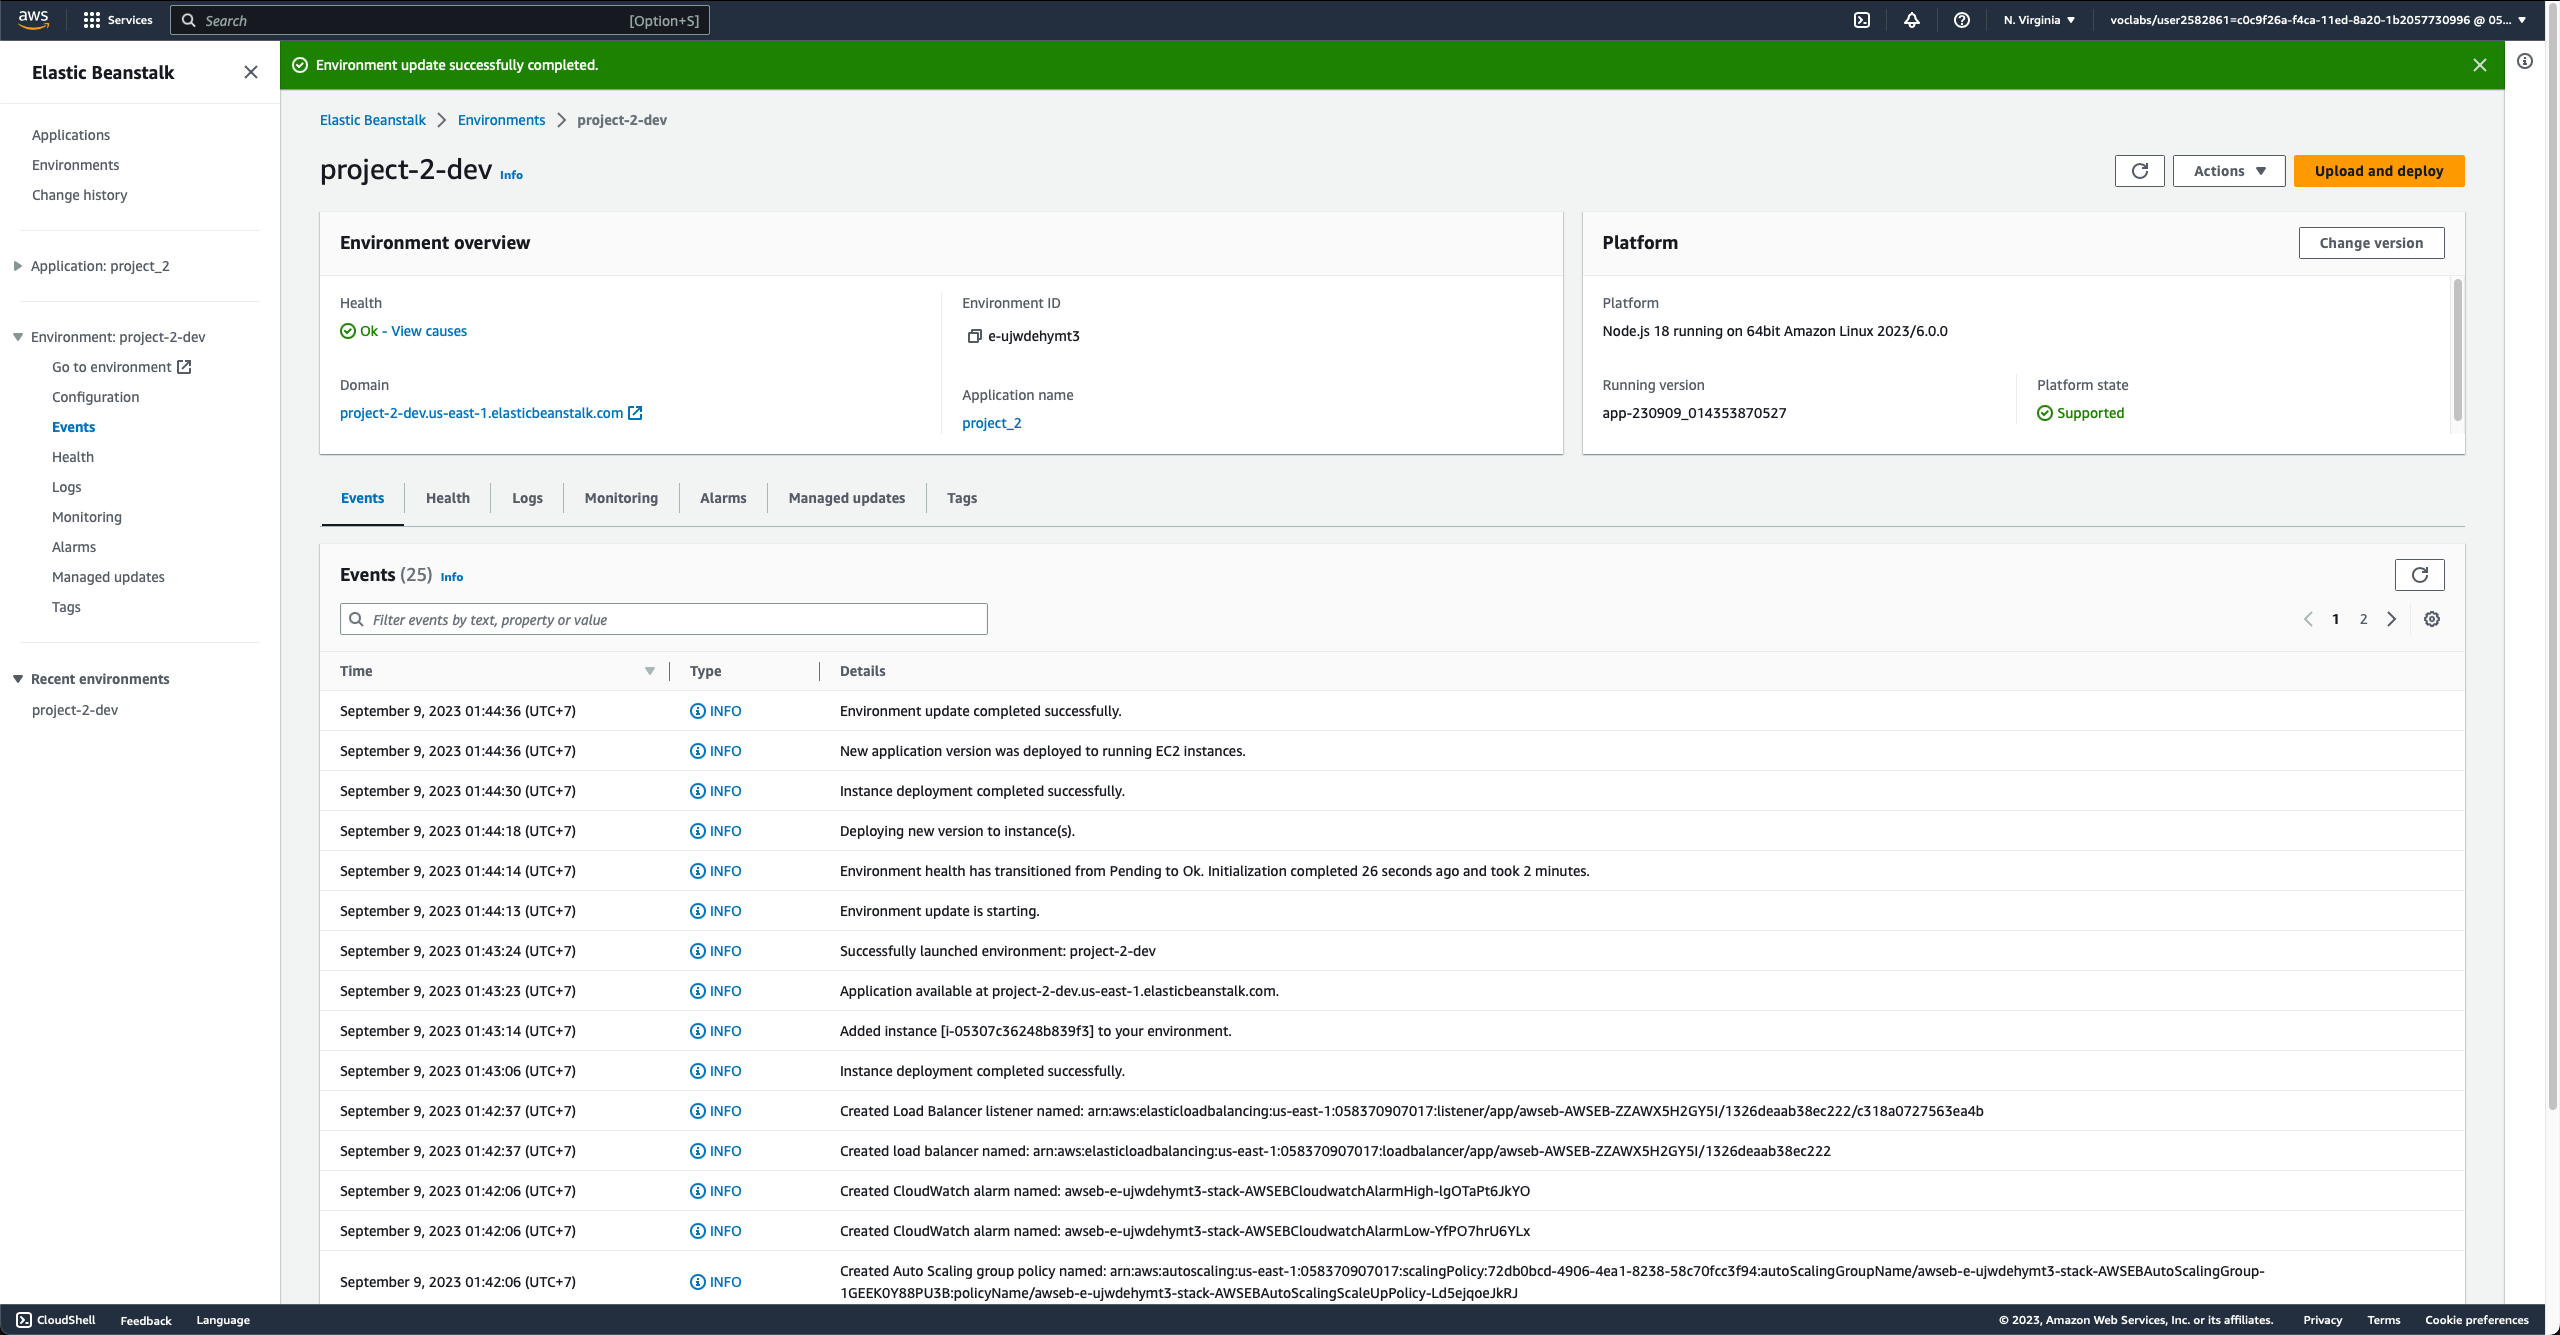 aws
Services
Search
[Option+S]
N. Virginia
voclabs/user2582861=c0c9f26a-f4ca-11ed-8a20-1b2057730996 @ 05...
Elastic Beanstalk
Applications
Environments
Change history
Application: project_2
Environment: project-2-dev
Go to environment
Configuration
Events
Health
Logs
Monitoring
Alarms
Managed updates
Tags
Recent environments
project-2-dev
Environment update successfully completed.
Elastic Beanstalk
Environments
project-2-dev
project-2-dev Info
Actions
Upload and deploy
Environment overview
Health
Ok - View causes
Domain
project-2-dev.us-east-1.elasticbeanstalk.com
Environment ID
e-ujwdehymt3
Application name
project_2
Platform
Change version
Platform
Node.js 18 running on 64bit Amazon Linux 2023/6.0.0
Running version
app-230909_014353870527
Platform state
Supported
Events
Health
Logs
Monitoring
Alarms
Managed updates
Tags
Events (25) Info
Filter events by text, property or value
1 2
Time Type Details
September 9, 2023 01:44:36 (UTC+7) INFO Environment update completed successfully.
September 9, 2023 01:44:36 (UTC+7) INFO New application version was deployed to running EC2 instances.
September 9, 2023 01:44:30 (UTC+7) INFO Instance deployment completed successfully.
September 9, 2023 01:44:18 (UTC+7) INFO Deploying new version to instance(s).
September 9, 2023 01:44:14 (UTC+7) INFO Environment health has transitioned from Pending to Ok. Initialization completed 26 seconds ago and took 2 minutes.
September 9, 2023 01:44:13 (UTC+7) INFO Environment update is starting.
September 9, 2023 01:43:24 (UTC+7) INFO Successfully launched environment: project-2-dev
September 9, 2023 01:43:23 (UTC+7) INFO Application available at project-2-dev.us-east-1.elasticbeanstalk.com.
September 9, 2023 01:43:14 (UTC+7) INFO Added instance [i-05307c36248b839f3] to your environment.
September 9, 2023 01:43:06 (UTC+7) INFO Instance deployment completed successfully.
September 9, 2023 01:42:37 (UTC+7) INFO Created Load Balancer listener named: arn:aws:elasticloadbalancing:us-east-1:058370907017:listener/app/awseb-AWSEB-ZZAWX5H2GY5I/1326deaab38ec222/c318a0727563ea4b
September 9, 2023 01:42:37 (UTC+7) INFO Created load balancer named: arn:aws:elasticloadbalancing:us-east-1:058370907017:loadbalancer/app/awseb-AWSEB-ZZAWX5H2GY5I/1326deaab38ec222
September 9, 2023 01:42:06 (UTC+7) INFO Created CloudWatch alarm named: awseb-e-ujwdehymt3-stack-AWSEBCloudwatchAlarmHigh-lgOTaPt6JkYO
September 9, 2023 01:42:06 (UTC+7) INFO Created CloudWatch alarm named: awseb-e-ujwdehymt3-stack-AWSEBCloudwatchAlarmLow-YfPO7hrU6YLx
September 9, 2023 01:42:06 (UTC+7) INFO Created Auto Scaling group policy named: arn:aws:autoscaling:us-east-1:058370907017:scalingPolicy:72db0bcd-4906-4ea1-8238-58c70fcc3f94:autoScalingGroupName/awseb-e-ujwdehymt3-stack-AWSEBAutoScalingGroup-
1GEEK0Y88PU3B:policyName/awseb-e-ujwdehymt3-stack-AWSEBAutoScalingScaleUpPolicy-Ld5ejqoeJkRJ
CloudShell
Feedback
Language
© 2023, Amazon Web Services, Inc. or its affiliates.
Privacy
Terms
Cookie preferences